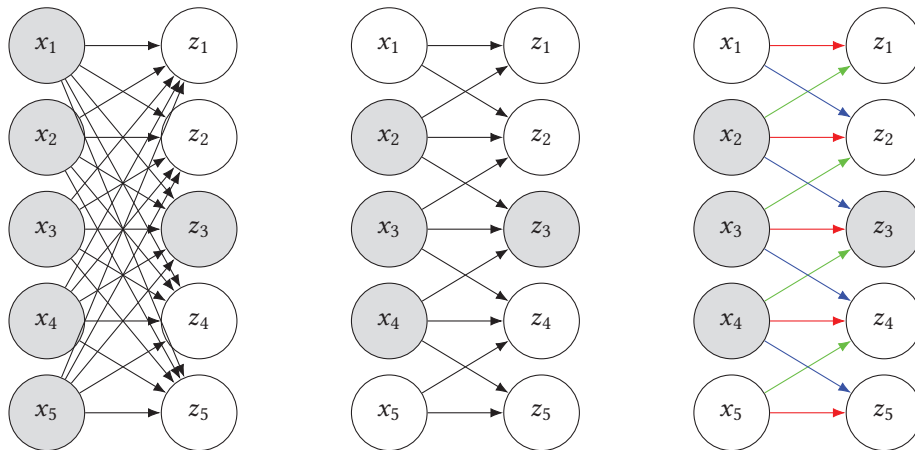 x₁ z₁ x₁ z₁ x₁ z₁
x₂ z₂ x₂ z₂ x₂ z₂
x₃ z₃ x₃ z₃ x₃ z₃
x₄ z₄ x₄ z₄ x₄ z₄
x₅ z₅ x₅ z₅ x₅ z₅